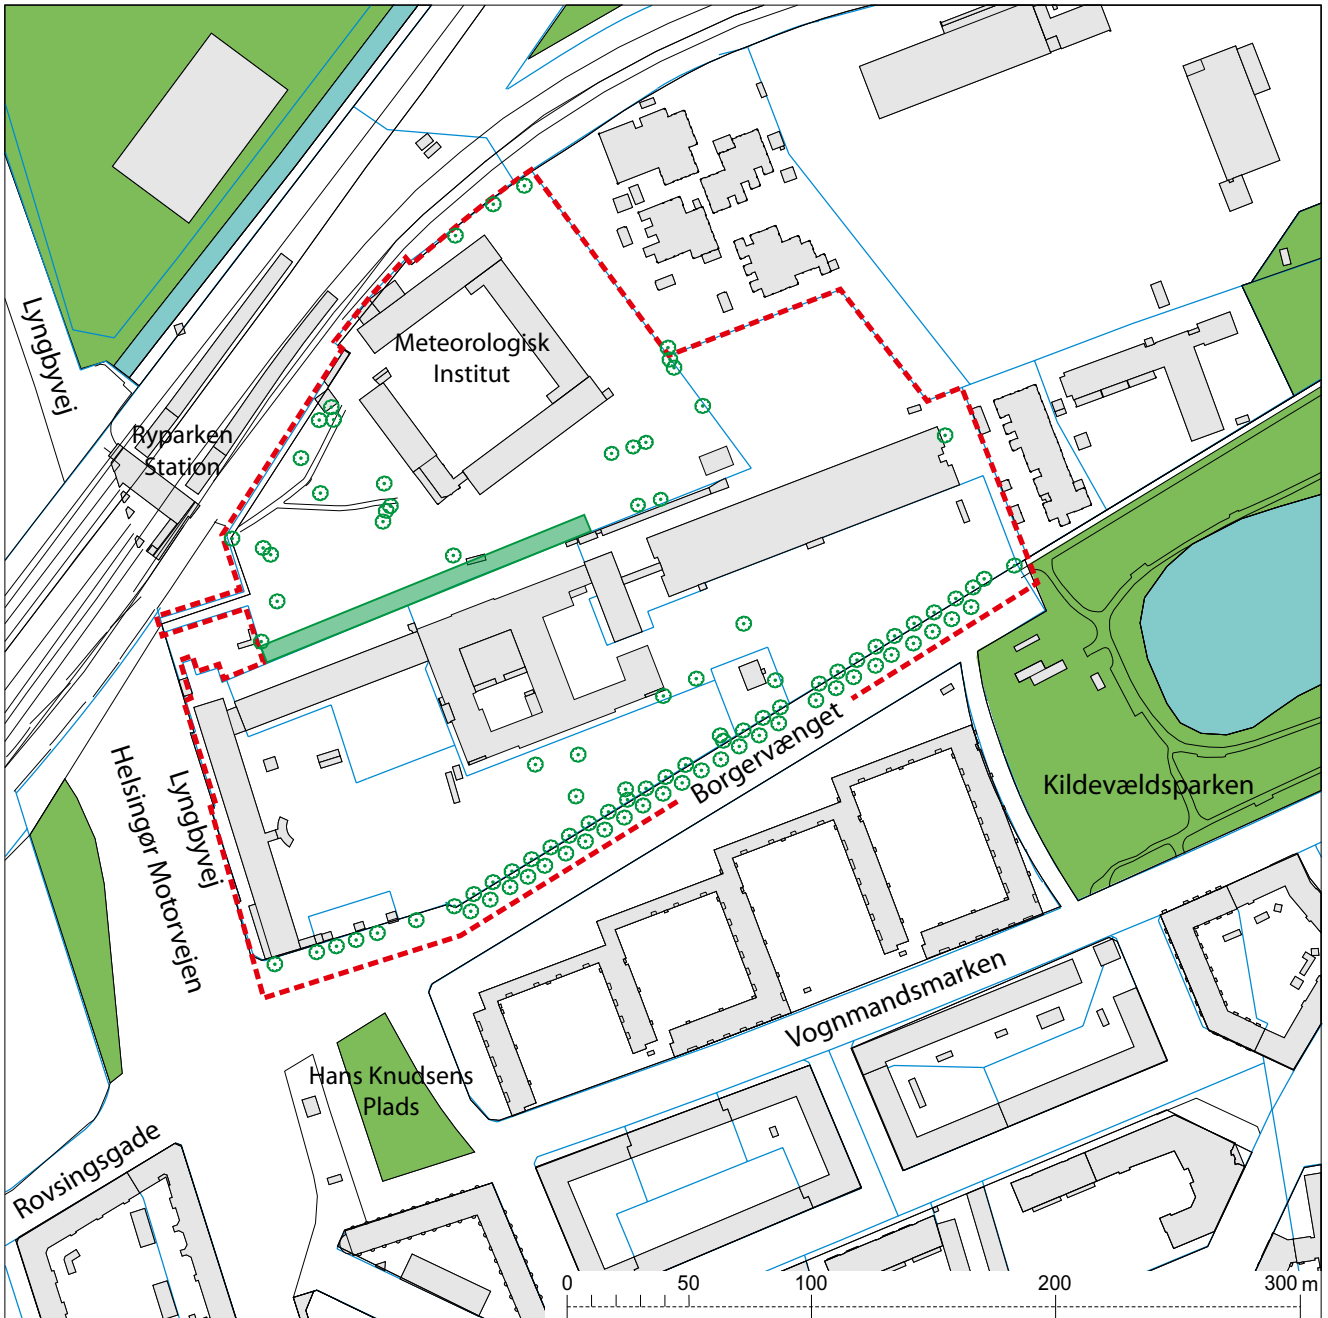 Lyngbyvej
Meteorologisk
Institut
Ryparken
Station
Helsingør Motorvejen
Lyngbyvej
Borgervænget
Kildevældsparken
Vognmandsmarken
Hans Knudsens
Plads
Rovsingsgade
0 50 100 200 300 m